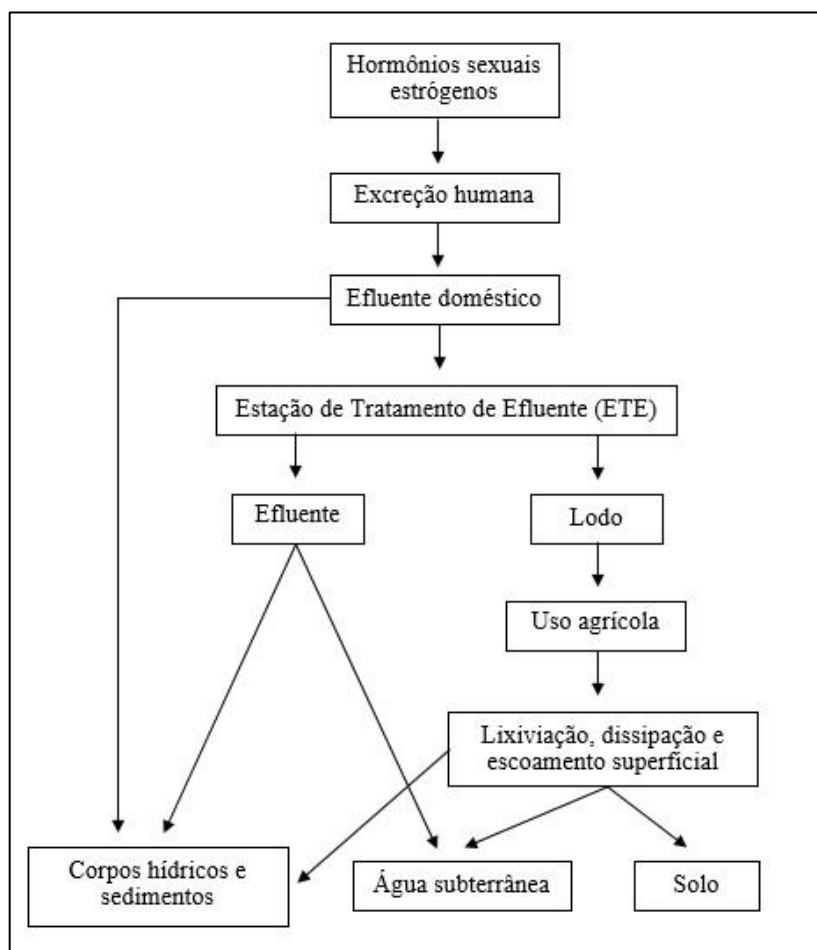 Hormônios sexuais
estrógenos
Excreção humana
Efluente doméstico
Estação de Tratamento de Efluente (ETE)
Efluente
Lodo
Uso agrícola
Lixiviação, dissipação e
escoamento superfícial
Corpos hídricos e
sedimentos
Água subterrânea
Solo